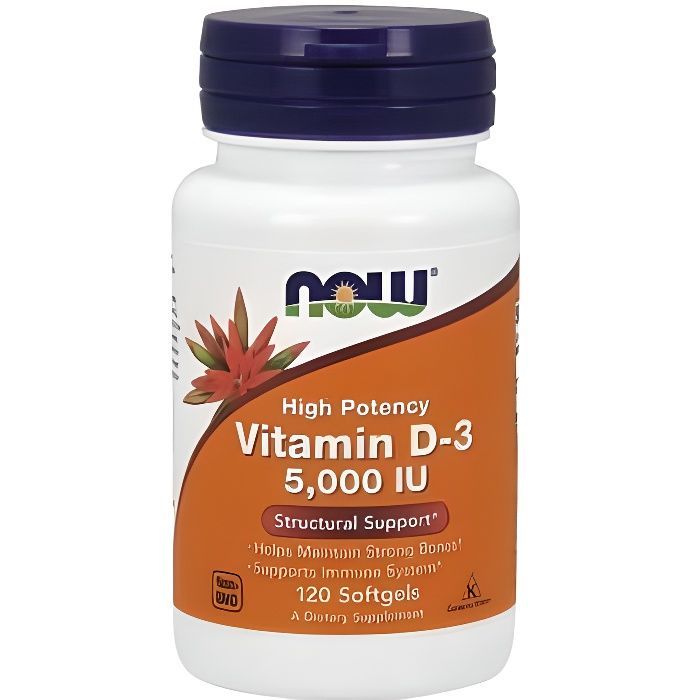 NOW®
High Potency
Vitamin D-3
5,000 IU
Structural Support*
•Helps Maintain Strong Bones*
•Supports Immune System*
120 Softgels
A Dietary Supplement
K